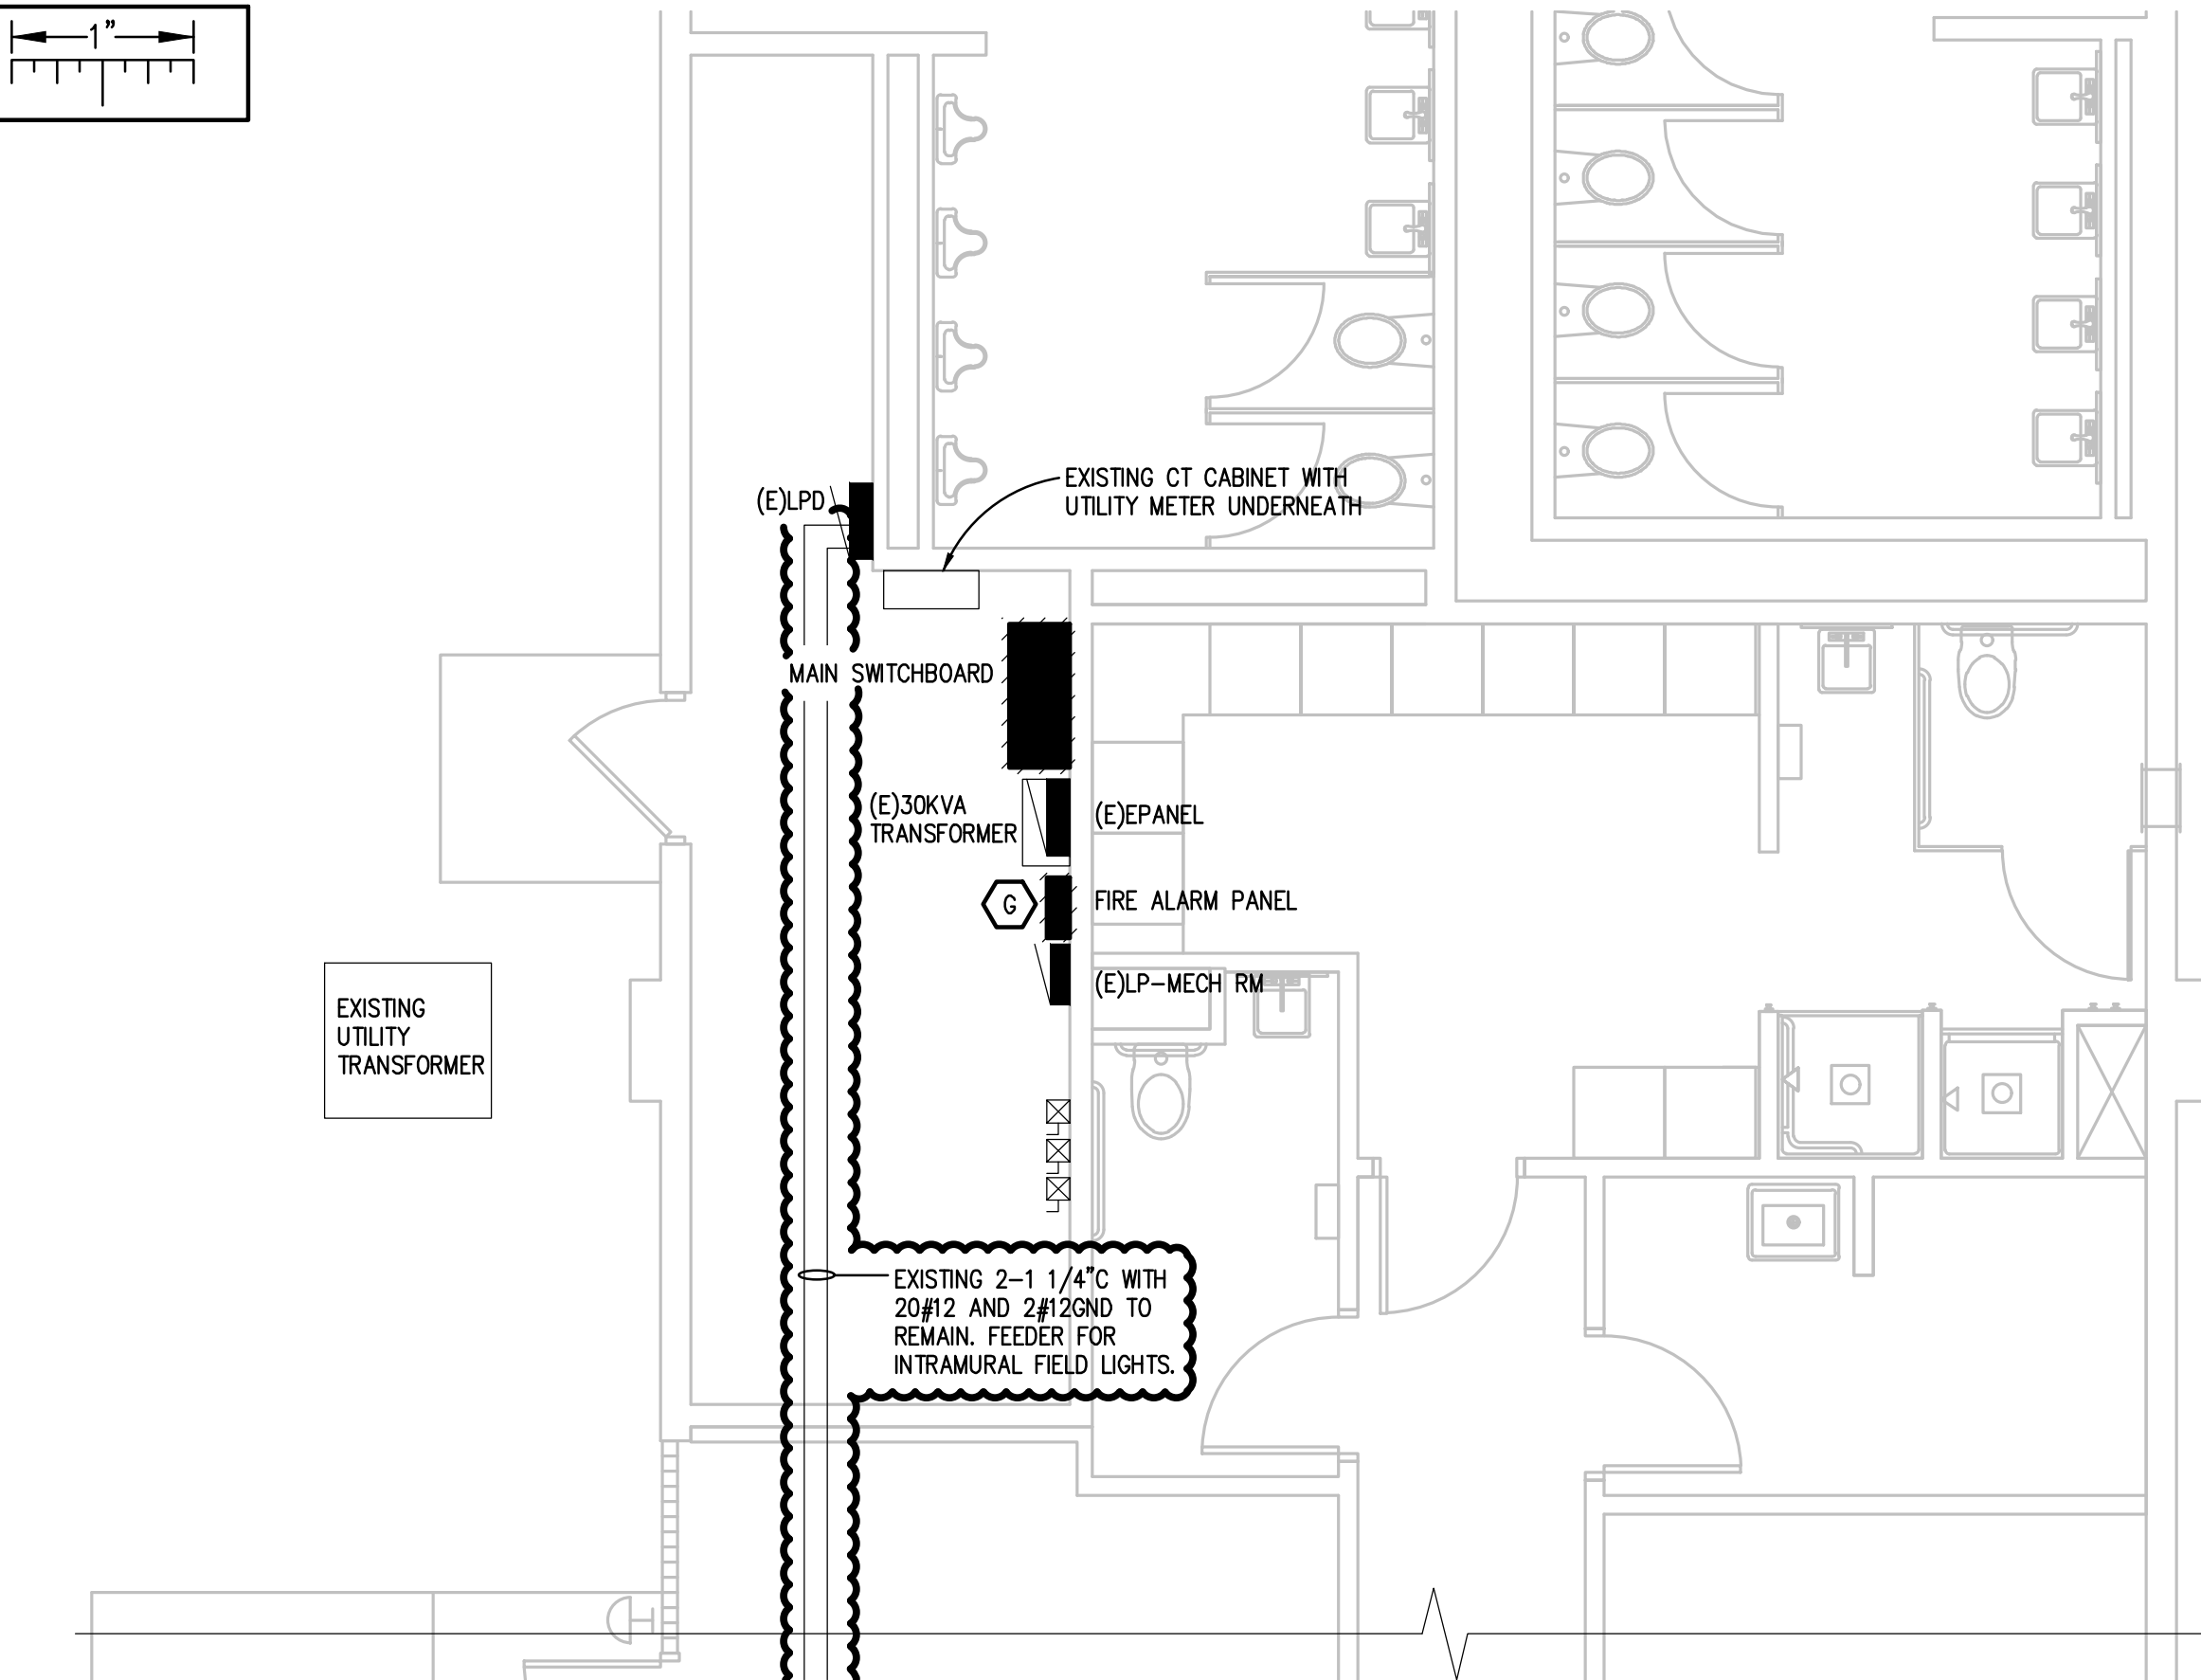 1"
(E)LPD
EXISTING CT CABINET WITH
UTILITY METER UNDERNEATH
MAIN SWITCHBOARD
(E)30KVA
TRANSFORMER
(E)EPANEL
G
FIRE ALARM PANEL
(E)LP-MECH RM
EXISTING
UTILITY
TRANSFORMER
EXISTING 2-1 1/4"C WITH
20#12 AND 2#12GND TO
REMAIN. FEEDER FOR
INTRAMURAL FIELD LIGHTS.